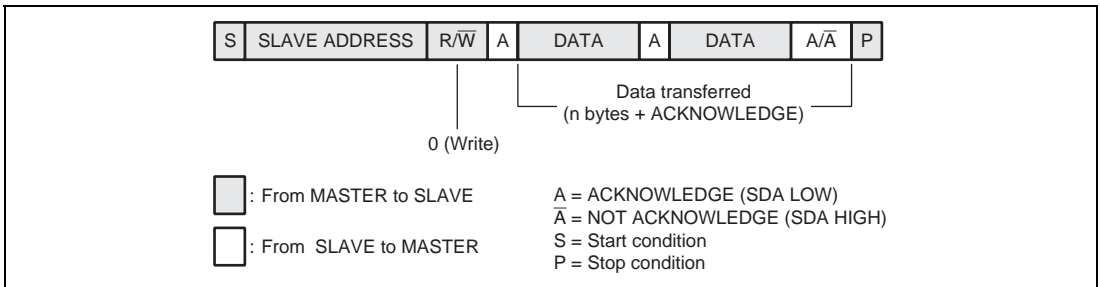 S SLAVE ADDRESS R/W̅ A DATA A DATA A/A̅ P
Data transferred
(n bytes + ACKNOWLEDGE)
0 (Write)
: From MASTER to SLAVE
: From SLAVE to MASTER
A = ACKNOWLEDGE (SDA LOW)
A̅ = NOT ACKNOWLEDGE (SDA HIGH)
S = Start condition
P = Stop condition